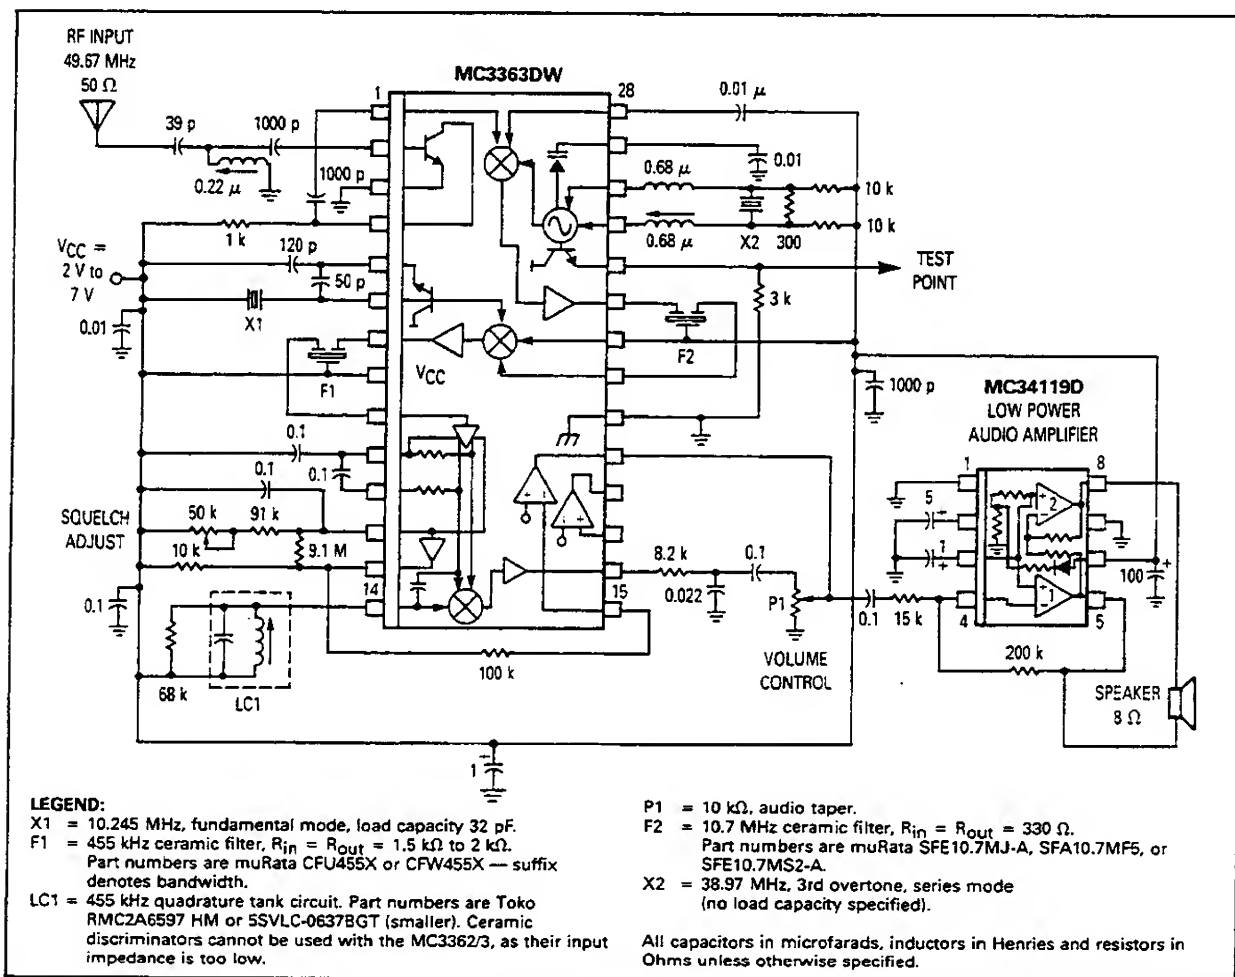 RF INPUT
49.67 MHz
50 Ω
MC3363DW
1
28
0.01 μ
39 p
1000 p
0.22 μ
1000 p
0.68 μ
0.01
10 k
1 k
0.68 μ
X2
300
10 k
VCC =
2 V to
7 V
120 p
50 p
TEST
POINT
X1
3 k
0.01
F1
VCC
F2
1000 p
MC34119D
LOW POWER
AUDIO AMPLIFIER
0.1
0.1
0.1
1
8
5
2
SQUELCH
ADJUST
50 k
91 k
10 k
9.1 M
8.2 k
0.1
100
0.1
14
15
0.022
P1
0.1
15 k
4
1
5
68 k
LC1
100 k
VOLUME
CONTROL
200 k
SPEAKER
8 Ω
1
LEGEND:
X1 = 10.245 MHz, fundamental mode, load capacity 32 pF.
F1 = 455 kHz ceramic filter, Rin = Rout = 1.5 kΩ to 2 kΩ.
Part numbers are muRata CFU455X or CFW455X — suffix
denotes bandwidth.
LC1 = 455 kHz quadrature tank circuit. Part numbers are Toko
RMC2A6597 HM or 5SVLC-0637BGT (smaller). Ceramic
discriminators cannot be used with the MC3362/3, as their input
impedance is too low.
P1 = 10 kΩ, audio taper.
F2 = 10.7 MHz ceramic filter, Rin = Rout = 330 Ω.
Part numbers are muRata SFE10.7MJ-A, SFA10.7MF5, or
SFE10.7MS2-A.
X2 = 38.97 MHz, 3rd overtone, series mode
(no load capacity specified).
All capacitors in microfarads, inductors in Henries and resistors in
Ohms unless otherwise specified.